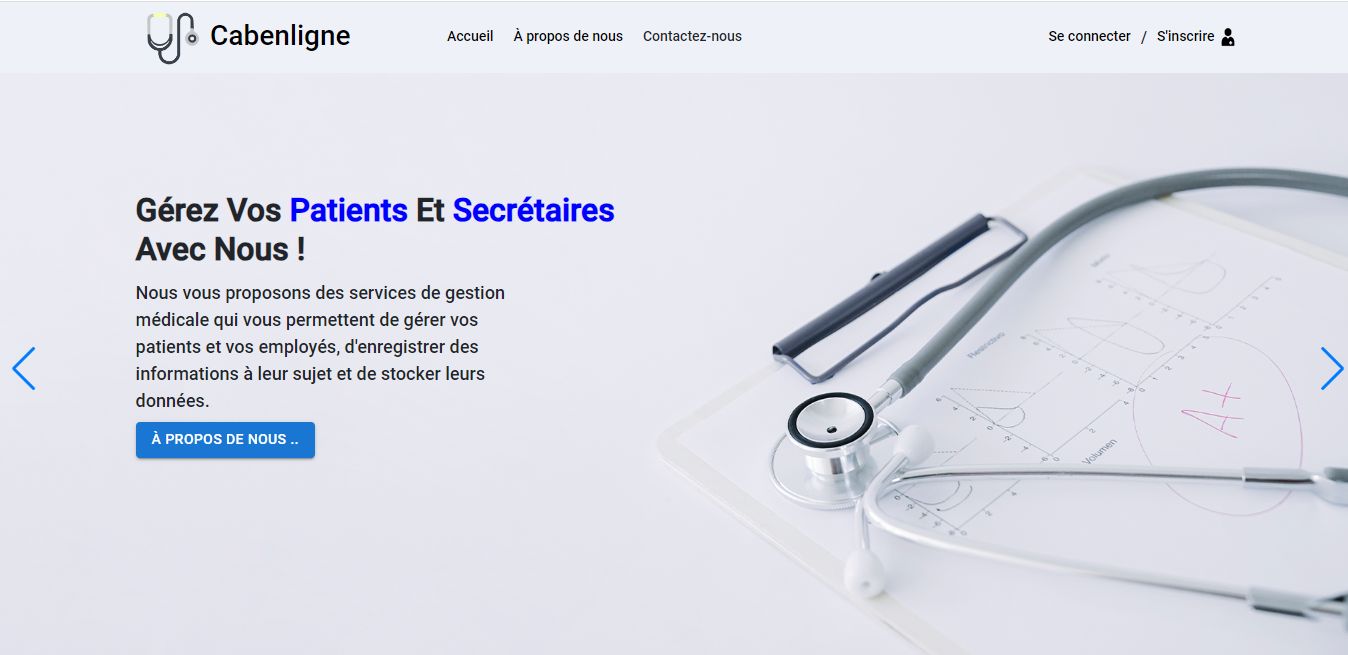 Cabenligne
Accueil À propos de nous Contactez-nous
Se connecter / S'inscrire
Gérez Vos Patients Et Secrétaires
Avec Nous !
Nous vous proposons des services de gestion
médicale qui vous permettent de gérer vos
patients et vos employés, d'enregistrer des
informations à leur sujet et de stocker leurs
données.
À PROPOS DE NOUS ..
Restrictivo
A+
Volumen